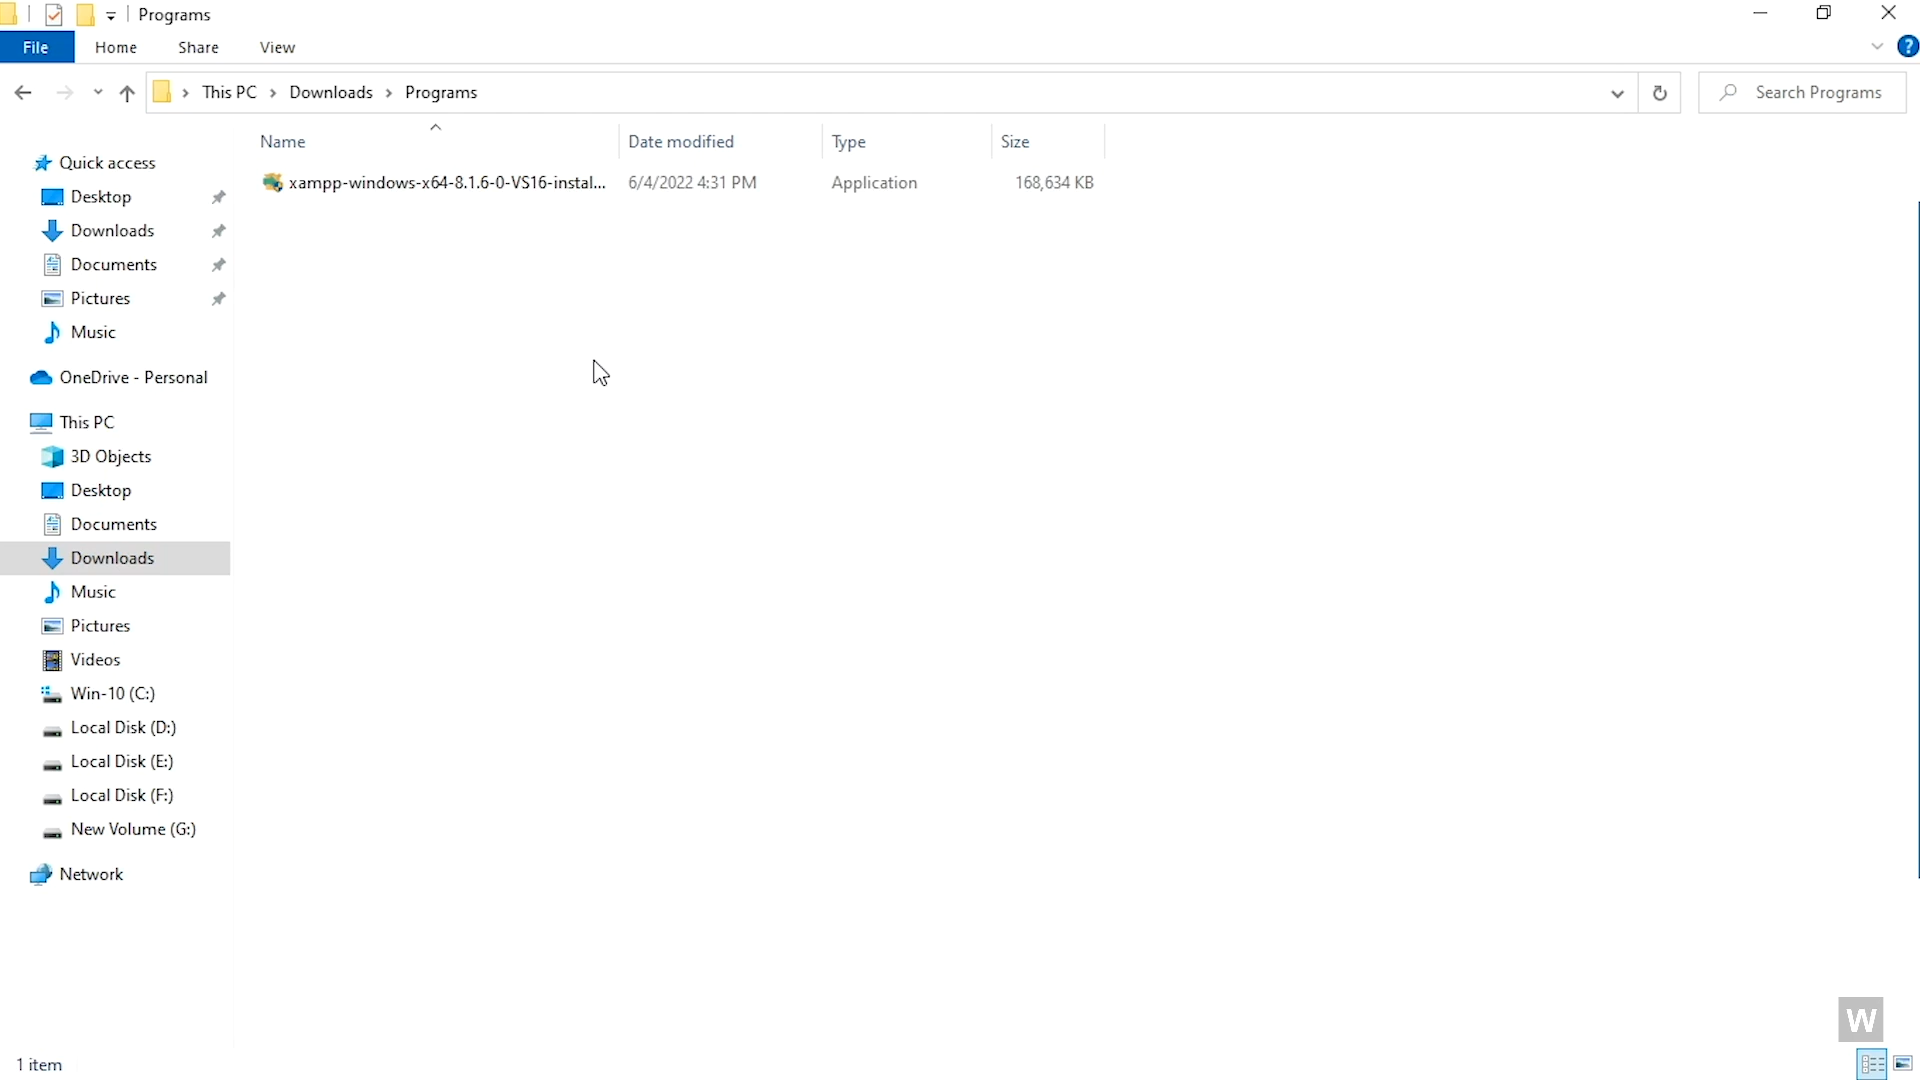 Programs
File Home Share View
This PC Downloads Programs
Search Programs
Name Date modified Type Size
xampp-windows-x64-8.1.6-0-VS16-instal... 6/4/2022 4:31 PM Application 168,634 KB
Quick access
Desktop
Downloads
Documents
Pictures
Music
OneDrive - Personal
This PC
3D Objects
Desktop
Documents
Downloads
Music
Pictures
Videos
Win-10 (C:)
Local Disk (D:)
Local Disk (E:)
Local Disk (F:)
New Volume (G:)
Network
W
1 item